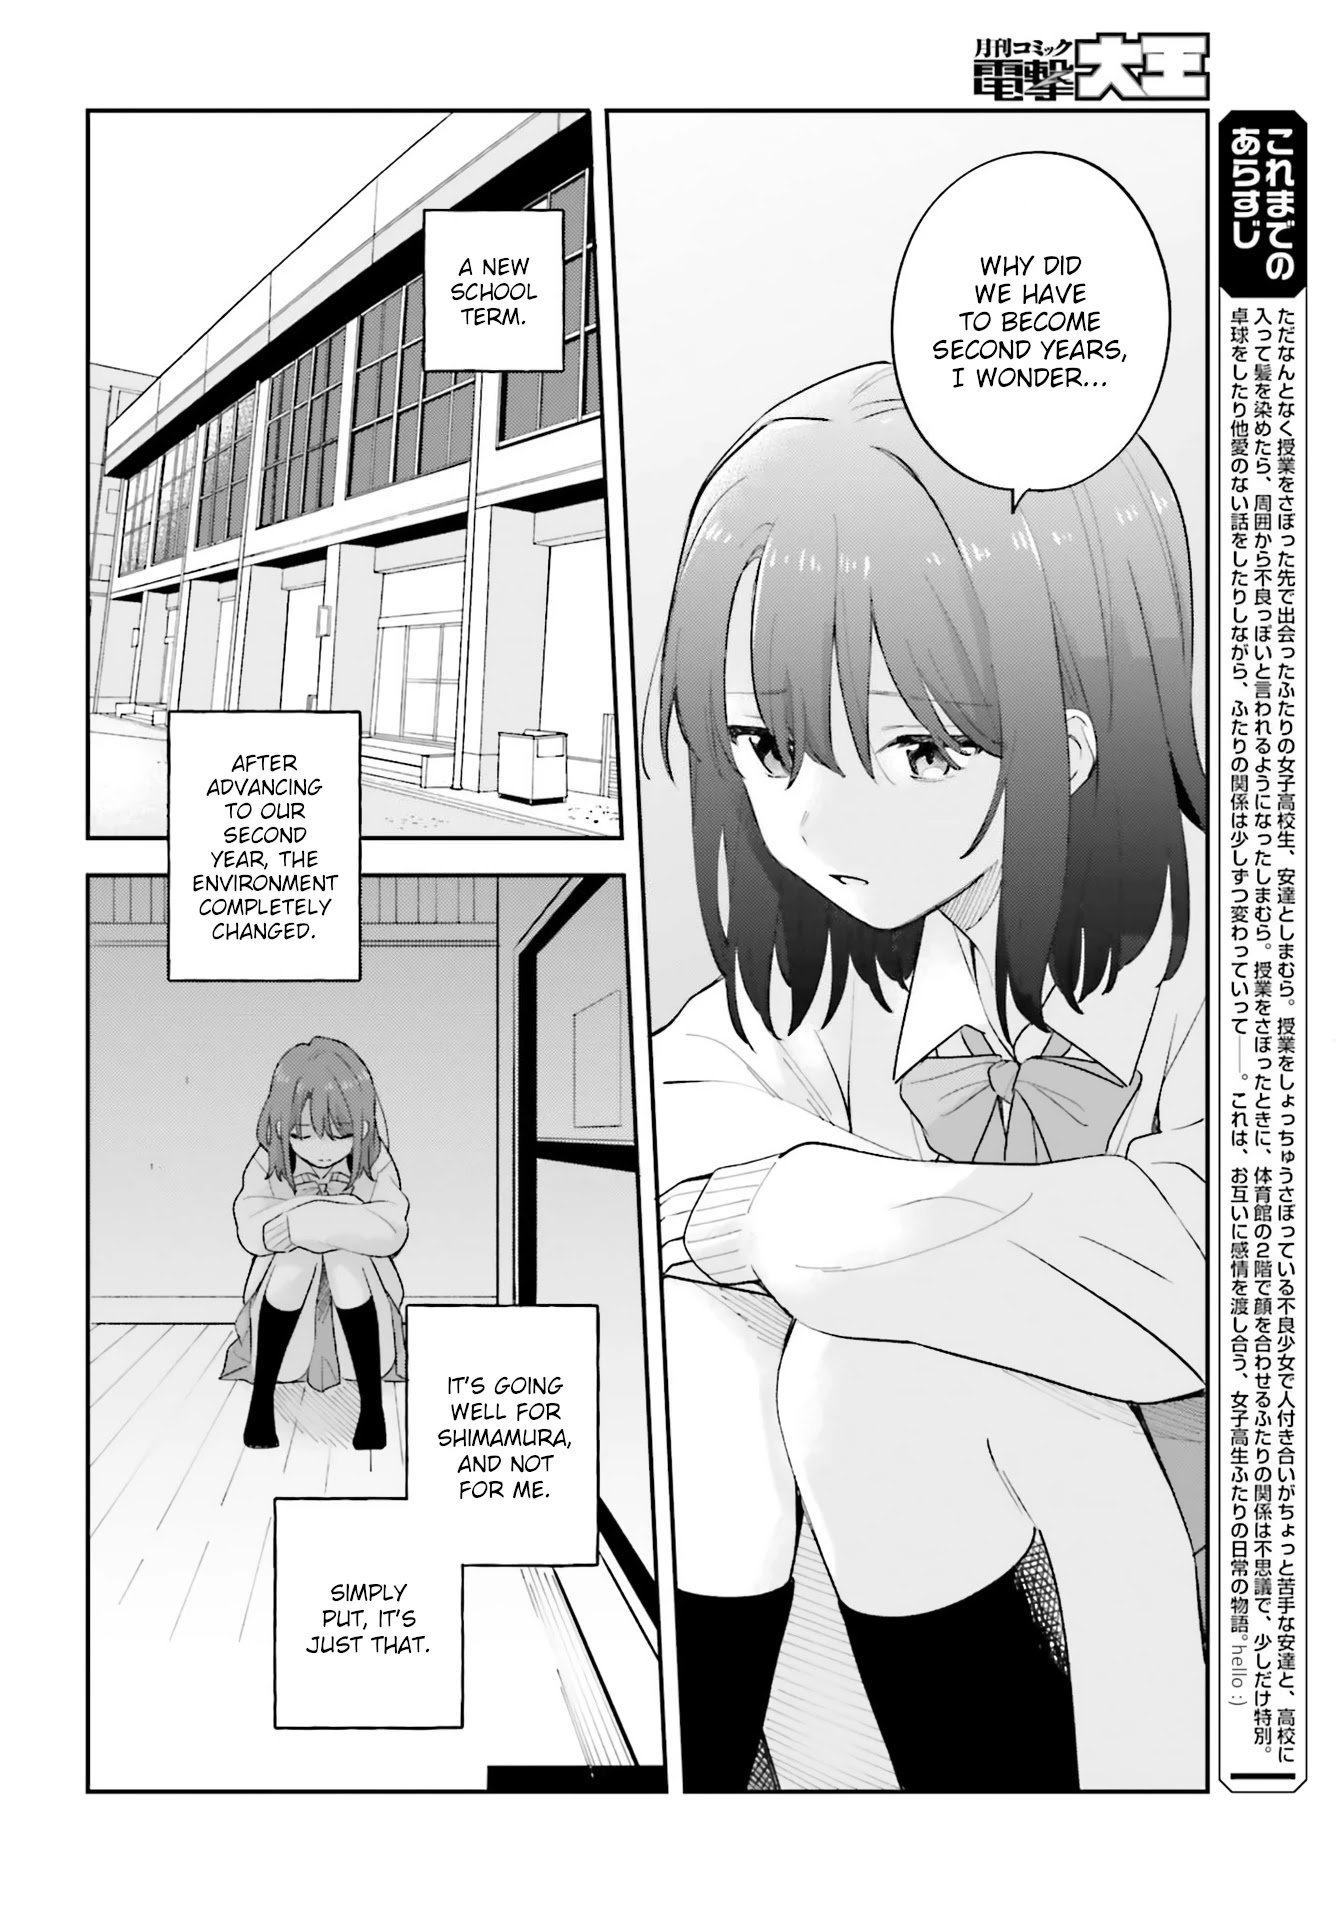 月刊コミック
電撃大王
これまでの
あらすじ
ただなんとなく授業をさぼった先で出会ったふたりの女子高校生、安達としまむら。授業をしょっちゅうさぼっている不良少女で人付き合いがちょっと苦手な安達と、高校に
入って髪を染めたら、周囲から不良っぽいと言われるようになったしまむら。授業をさぼったときに、体育館の2階で顔を合わせるふたりの関係は不思議で、少しだけ特別。
卓球をしたり他愛のない話をしたりしながら、ふたりの関係は少しずつ変わっていって――。これは、お互いに感情を渡し合う、女子高生ふたりの日常の物語。hello :)
WHY DID
WE HAVE
TO BECOME
SECOND YEARS,
I WONDER...
A NEW
SCHOOL
TERM.
AFTER
ADVANCING
TO OUR
SECOND
YEAR, THE
ENVIRONMENT
COMPLETELY
CHANGED.
IT'S GOING
WELL FOR
SHIMAMURA,
AND NOT
FOR ME.
SIMPLY
PUT, IT'S
JUST THAT.